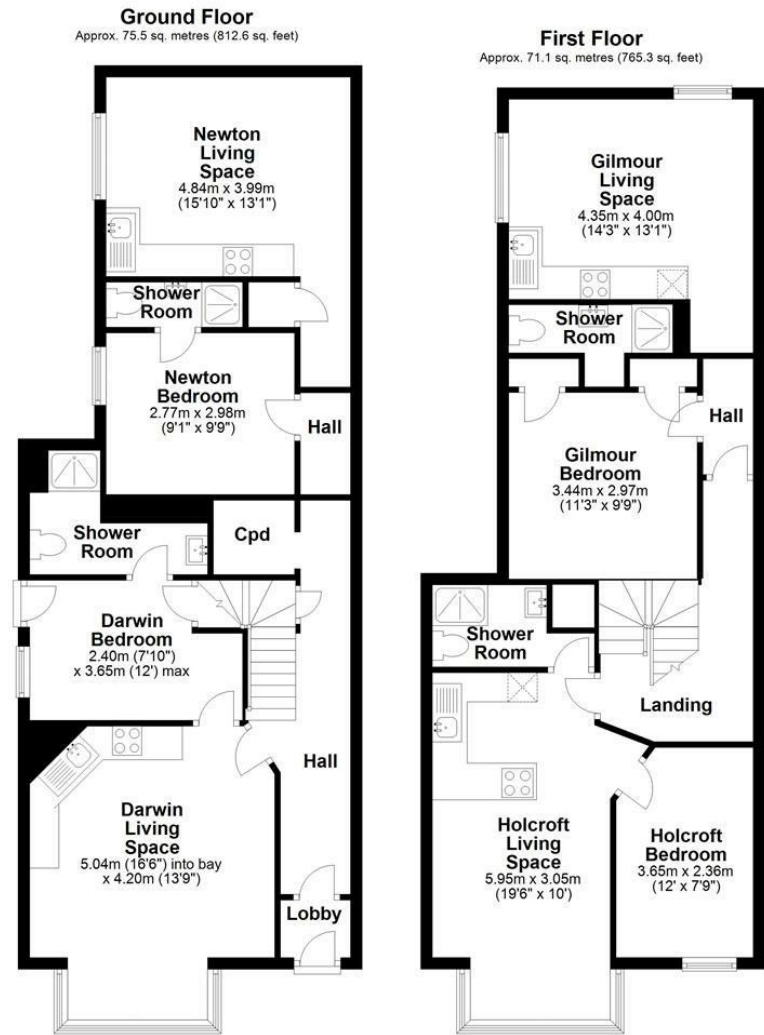 Ground Floor
Approx. 75.5 sq. metres (812.6 sq. feet)
Newton
Living
Space
4.84m x 3.99m
(15'10" x 13'1")
Shower
Room
Newton
Bedroom
2.77m x 2.98m
(9'1" x 9'9")
Hall
Shower
Room
Cpd
Darwin
Bedroom
2.40m (7'10")
x 3.65m (12') max
Hall
Darwin
Living
Space
5.04m (16'6") into bay
x 4.20m (13'9")
Lobby
First Floor
Approx. 71.1 sq. metres (765.3 sq. feet)
Gilmour
Living
Space
4.35m x 4.00m
(14'3" x 13'1")
Shower
Room
Hall
Gilmour
Bedroom
3.44m x 2.97m
(11'3" x 9'9")
Shower
Room
Landing
Holcroft
Living
Space
5.95m x 3.05m
(19'6" x 10')
Holcroft
Bedroom
3.65m x 2.36m
(12' x 7'9")